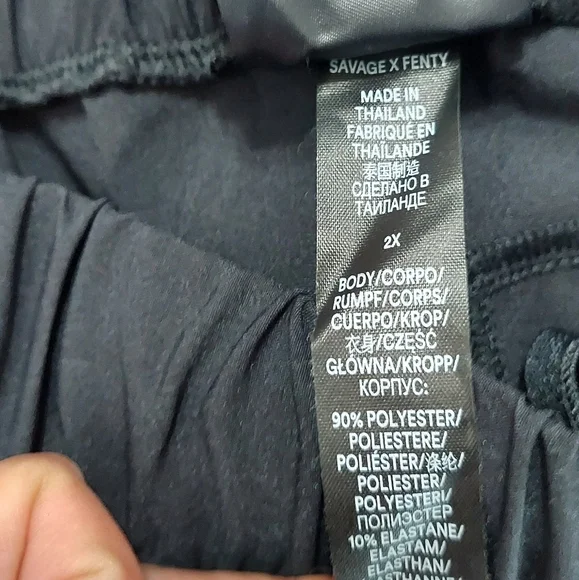 SAVAGE X FENTY
MADE IN
THAILAND
FABRIQUÉ EN
THAÏLANDE
泰国制造
СДЕЛАНО В
ТАИЛАНДЕ
2X
BODY/CORPO/
RUMPF/CORPS/
CUERPO/KROP/
衣身/CZĘŚĆ
GŁÓWNA/KROPP/
КОРПУС:
90% POLYESTER/
POLIESTERE/
POLIÉSTER/涤纶/
POLIESTER/
POLYESTERI/
ПОЛИЭСТЕР
10% ELASTANE/
ELASTAM/
ELASTHAN/